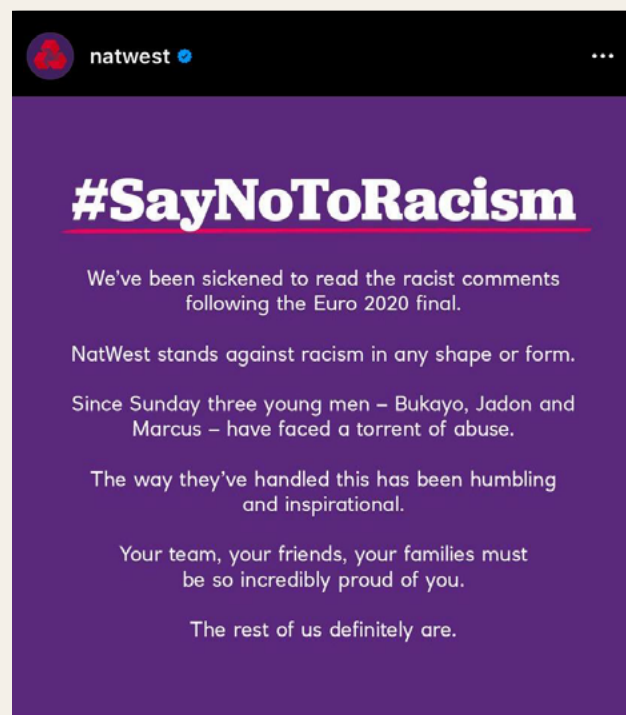 natwest
#SayNoToRacism
We've been sickened to read the racist comments
following the Euro 2020 final.
NatWest stands against racism in any shape or form.
Since Sunday three young men – Bukayo, Jadon and
Marcus – have faced a torrent of abuse.
The way they've handled this has been humbling
and inspirational.
Your team, your friends, your families must
be so incredibly proud of you.
The rest of us definitely are.